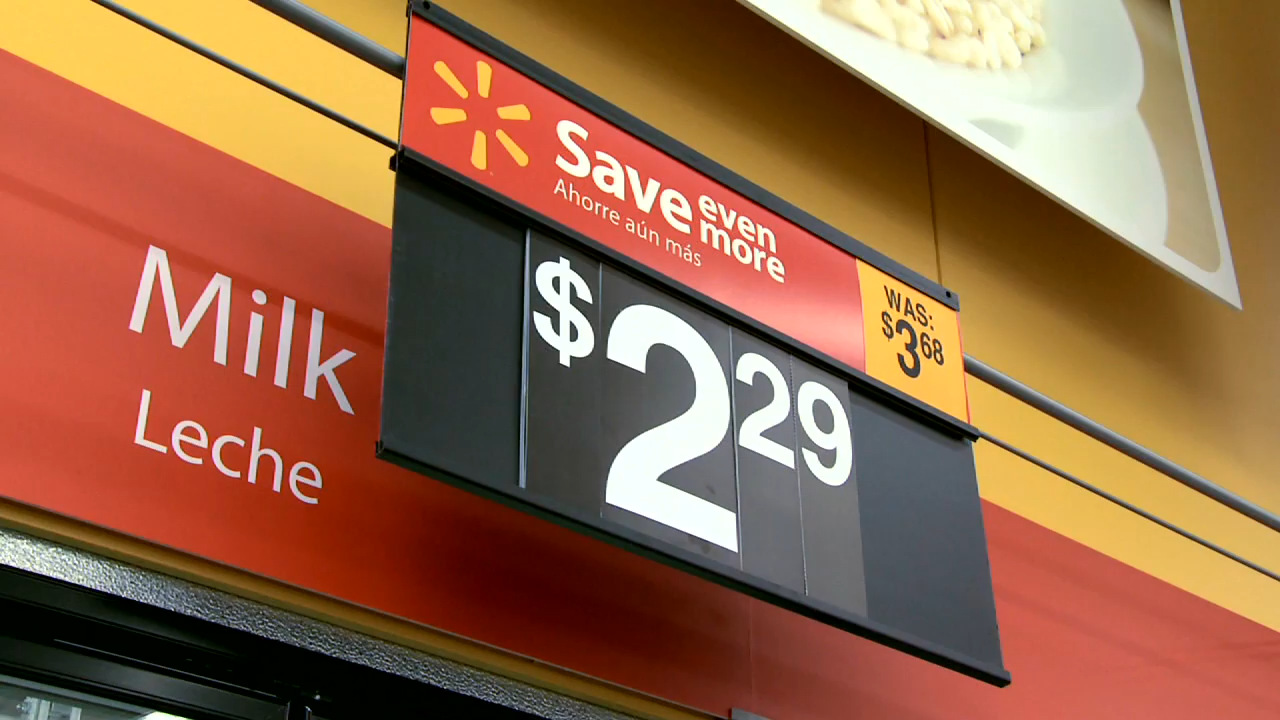 Save even more
Ahorre aún más
WAS:
$3 68
$2 29
Milk
Leche